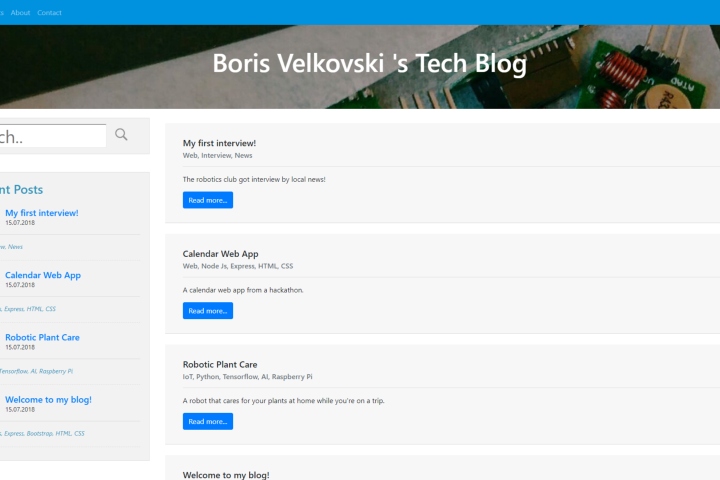 About Contact
Boris Velkovski 's Tech Blog
My first interview!
15.07.2018
News
Calendar Web App
15.07.2018
Express, HTML, CSS
Robotic Plant Care
15.07.2018
Tensorflow, AI, Raspberry Pi
Welcome to my blog!
15.07.2018
Express, Bootstrap, HTML, CSS
My first interview!
Web, Interview, News
The robotics club got interview by local news!
Read more...
Calendar Web App
Web, Node Js, Express, HTML, CSS
A calendar web app from a hackathon.
Read more...
Robotic Plant Care
IoT, Python, Tensorflow, AI, Raspberry Pi
A robot that cares for your plants at home while you're on a trip.
Read more...
Welcome to my blog!